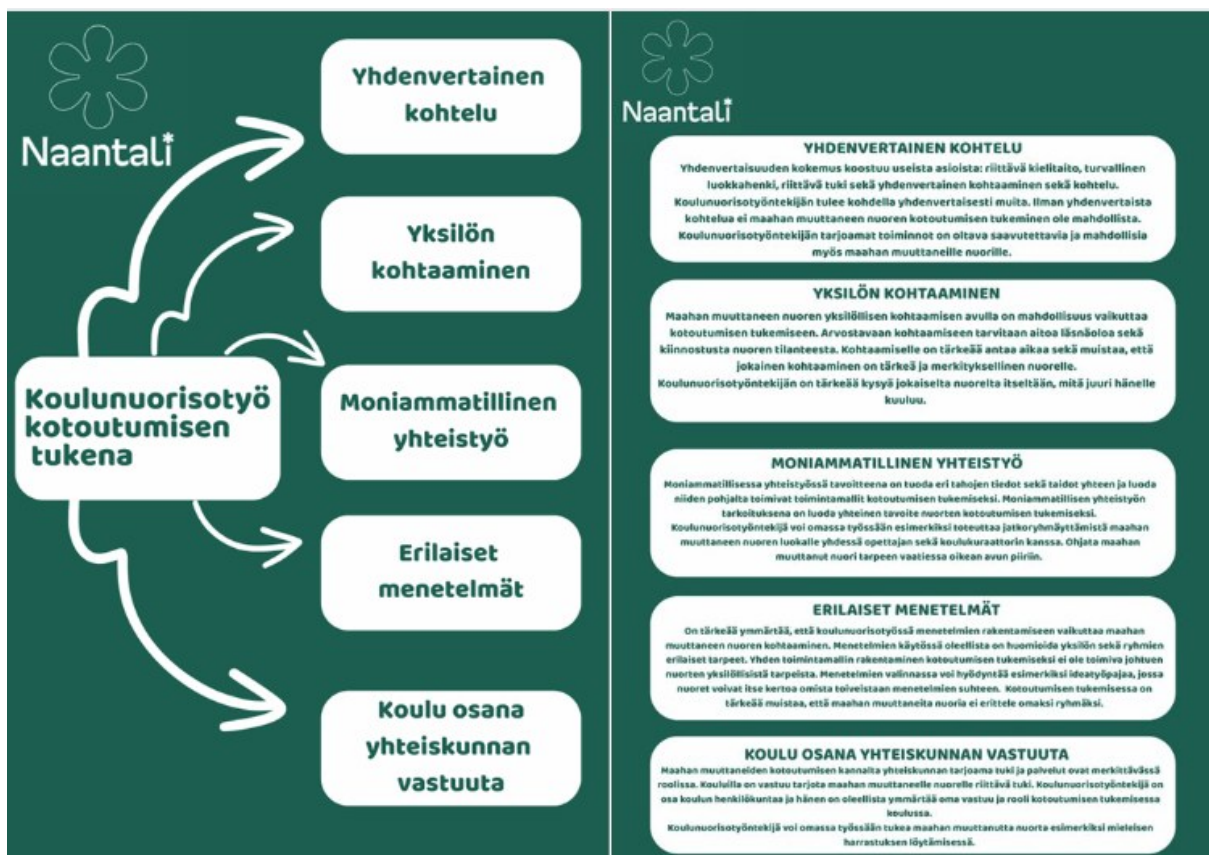 Naantali
Yhdenvertainen
kohtelu
Yksilön
kohtaaminen
Koulunuorisotyö
kotoutumisen
tukena
Moniammatillinen
yhteistyö
Erilaiset
menetelmät
Koulu osana
yhteiskunnan
vastuuta
Naantali
YHDENVERTAINEN KOHTELU
Yhdenvertaisuuden kokemus koostuu useista asioista: riittävä kielitaito, turvallinen
luokkahenki, riittävä tuki sekä yhdenvertainen kohtaaminen sekä kohtelu.
Koulunuorisotyöntekijän tulee kohdella yhdenvertaisesti muita. Ilman yhdenvertaista
kohtelua ei maahan muuttaneen nuoren kotoutumisen tukeminen ole mahdollista.
Koulunuorisotyöntekijän tarjoamat toiminnot on oltava saavutettavia ja mahdollisia
myös maahan muuttaneille nuorille.
YKSILÖN KOHTAAMINEN
Maahan muuttaneen nuoren yksilöllisen kohtaamisen avulla on mahdollisuus vaikuttaa
kotoutumisen tukemiseen. Arvostavaan kohtaamiseen tarvitaan aitoa läsnäoloa sekä
kiinnostusta nuoren tilanteesta. Kohtaamiselle on tärkeää antaa aikaa sekä muistaa, että
jokainen kohtaaminen on tärkeä ja merkityksellinen nuorelle.
Koulunuorisotyöntekijän on tärkeää kysyä jokaiselta nuorelta itseltään, mitä juuri hänelle
kuuluu.
MONIAMMATILLINEN YHTEISTYÖ
Moniammatillisessa yhteistyössä tavoitteena on tuoda eri tahojen tiedot sekä taidot yhteen ja luoda
niiden pohjalta toimivat toimintamallit kotoutumisen tukemiseksi. Moniammatillisen yhteistyön
tarkoituksena on luoda yhteinen tavoite nuorten kotoutumisen tukemiseksi.
Koulunuorisotyöntekijä voi omassa työssään esimerkiksi toteuttaa jatkoryhmäyttämistä maahan
muuttaneen nuoren luokalle yhdessä opettajan sekä koulukuraattorin kanssa. Ohjata maahan
muuttanut nuori tarpeen vaatiessa oikean avun piiriin.
ERILAISET MENETELMÄT
On tärkeää ymmärtää, että koulunuorisotyössä menetelmien rakentamiseen vaikuttaa maahan
muuttaneen nuoren kohtaaminen. Menetelmien käytössä oleellista on huomioida yksilön sekä ryhmien
erilaiset tarpeet. Yhden toimintamallin rakentaminen kotoutumisen tukemiseksi ei ole toimiva johtuen
nuorten yksilöllisistä tarpeista. Menetelmien valinnassa voi hyödyntää esimerkiksi ideatyöpajaa, jossa
nuoret voivat itse kertoa omista toiveistaan menetelmien suhteen. Kotoutumisen tukemisessa on
tärkeää muistaa, että maahan muuttaneita nuoria ei erittele omaksi ryhmäksi.
KOULU OSANA YHTEISKUNNAN VASTUUTA
Maahan muuttaneiden kotoutumisen kannalta yhteiskunnan tarjoama tuki ja palvelut ovat merkittävässä
roolissa. Kouluilla on vastuu tarjota maahan muuttaneelle nuorelle riittävä tuki. Koulunuorisotyöntekijä on
osa koulun henkilökuntaa ja hänen on oleellista ymmärtää oma vastuu ja rooli kotoutumisen tukemisessa
koulussa.
Koulunuorisotyöntekijä voi omassa työssään tukea maahan muuttanutta nuorta esimerkiksi mieleisen
harrastuksen löytämisessä.